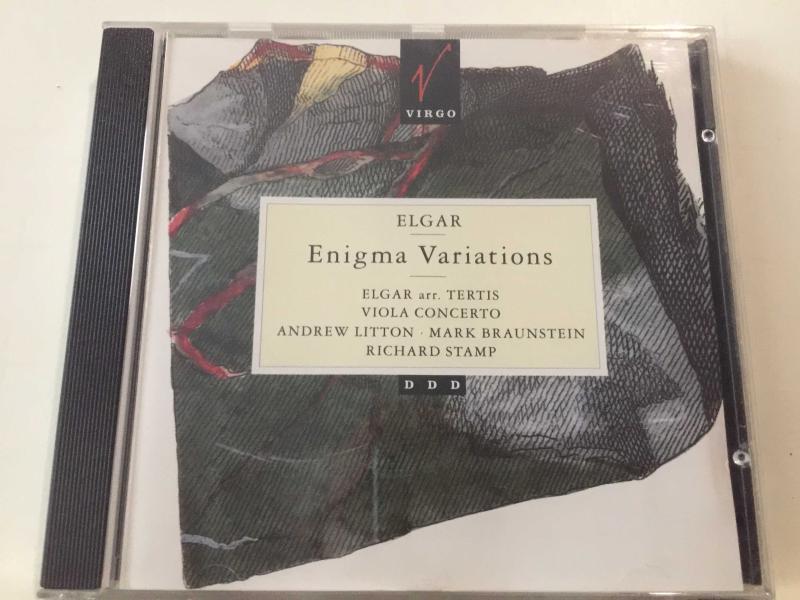 VIRGO
ELGAR
Enigma Variations
ELGAR arr. TERTIS
VIOLA CONCERTO
ANDREW LITTON · MARK BRAUNSTEIN
RICHARD STAMP
D D D